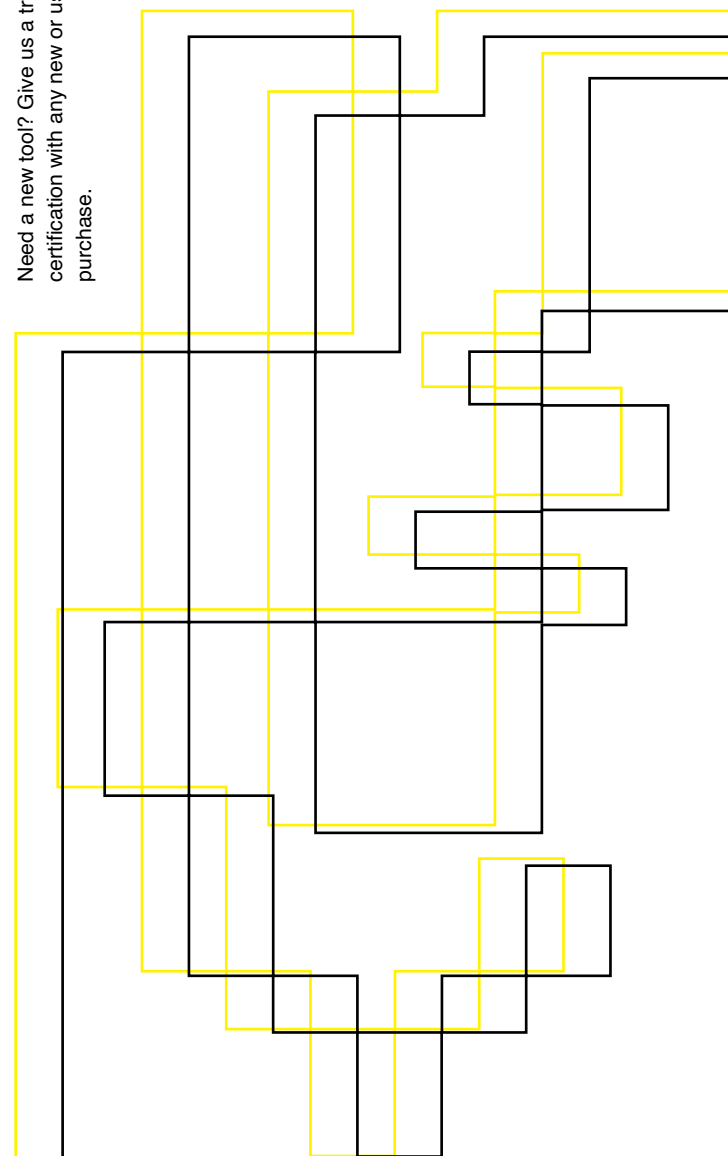 Need a new tool? Give us a
certification with any new or
purchase.